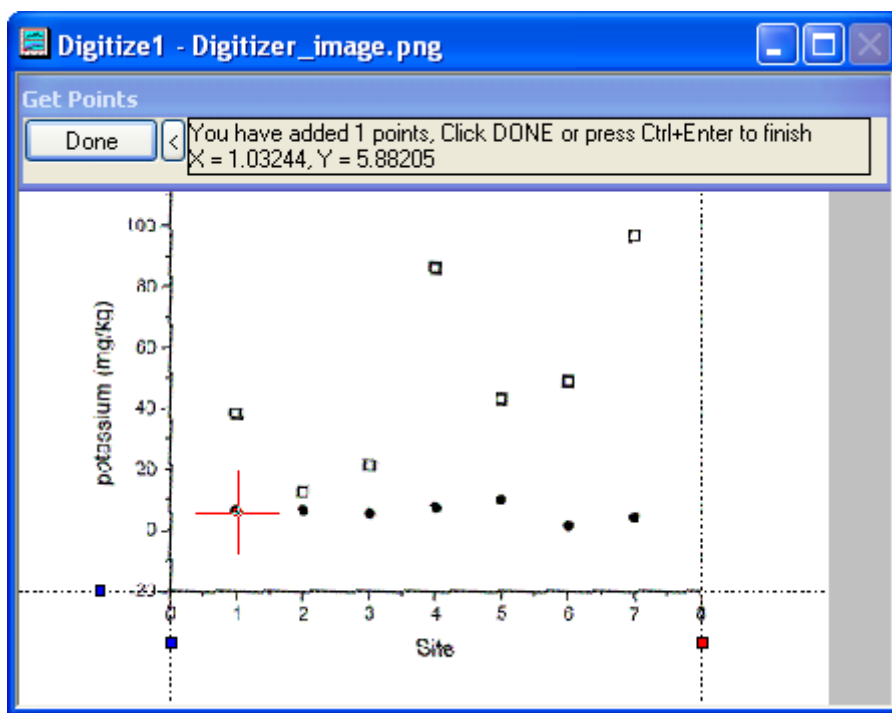 Digitize1 - Digitizer_image.png
Get Points
Done
<
You have added 1 points, Click DONE or press Ctrl+Enter to finish
X = 1.03244, Y = 5.88205
100
80
60
40
20
0
-20
potassium (mg/kg)
0 1 2 3 4 5 6 7 8
Site